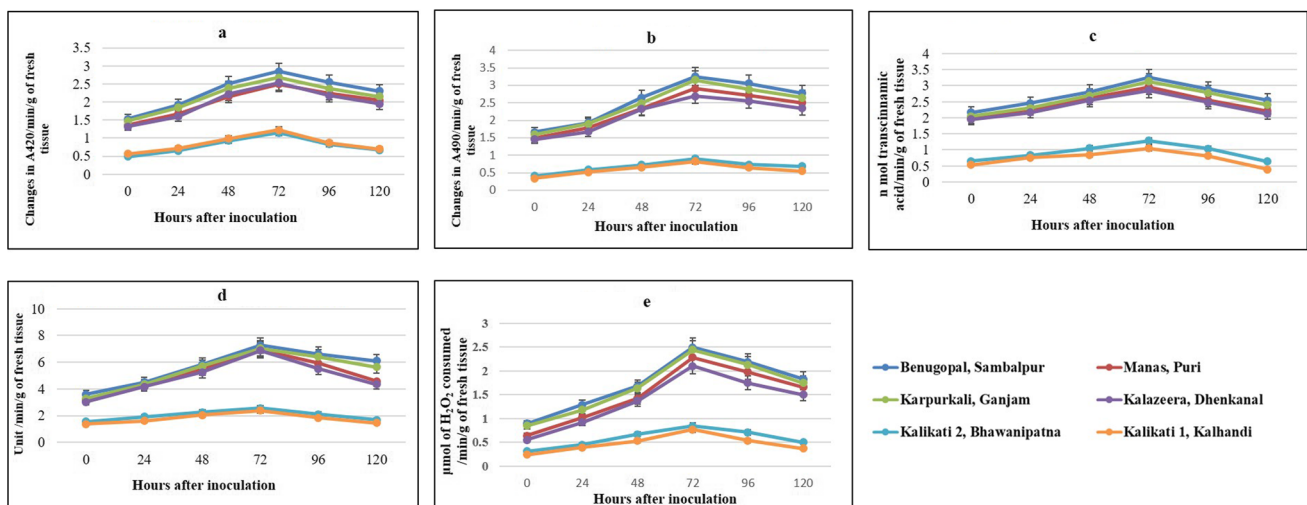 a
Changes in A420/min/g of fresh
tissue
3.5
3
2.5
2
1.5
1
0.5
0
0 24 48 72 96 120
Hours after inoculation
b
Changes in A490/min/g of fresh
tissue
4
3.5
3
2.5
2
1.5
1
0.5
0
0 24 48 72 96 120
Hours after inoculation
c
n mol transcinnamic
acid/min/g of fresh tissue
4
3.5
3
2.5
2
1.5
1
0.5
0
0 24 48 72 96 120
Hours after inoculation
d
Unit /min/g of fresh tissue
10
8
6
4
2
0
0 24 48 72 96 120
Hours after inoculation
e
µmol of H₂O₂ consumed
/min/g of fresh tissue
3
2.5
2
1.5
1
0.5
0
0 24 48 72 96 120
Hours after inoculation
Benugopal, Sambalpur Manas, Puri
Karpurkali, Ganjam Kalazeera, Dhenkanal
Kalikati 2, Bhawanipatna Kalikati 1, Kalhandi